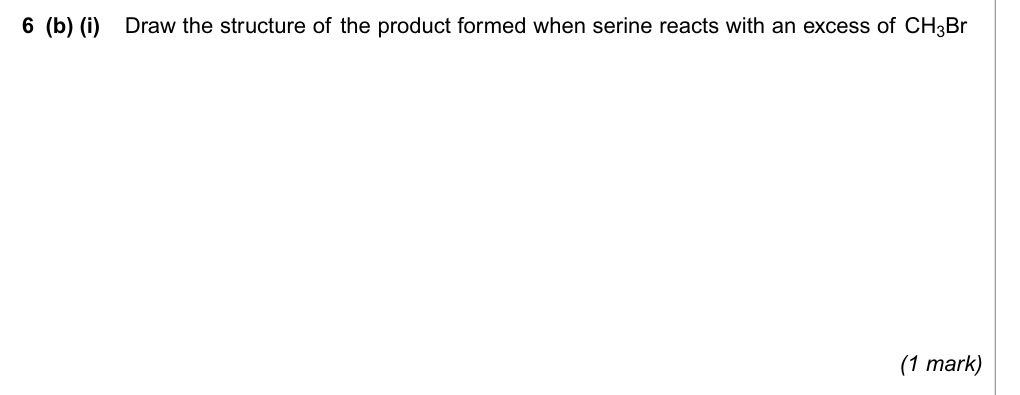 6 (b) (i) Draw the structure of the product formed when serine reacts with an excess of CH₃Br
(1 mark)